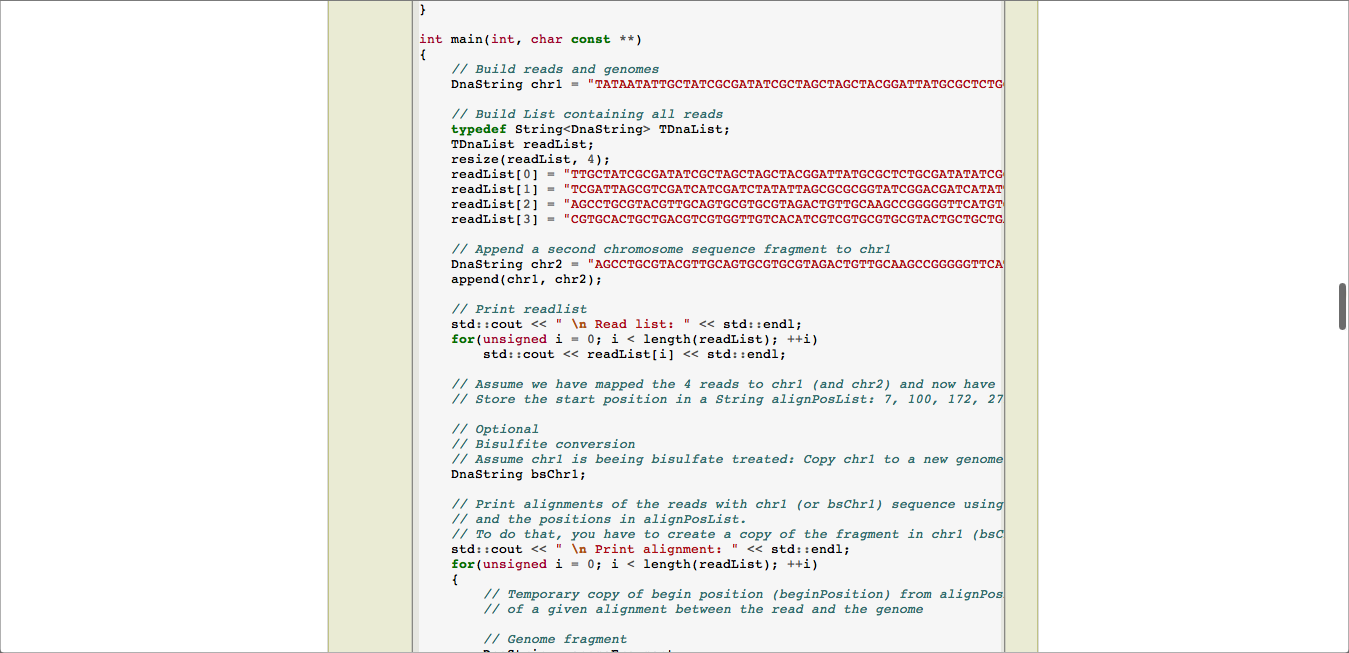 }
int main(int, char const **)
{
// Build reads and genomes
DnaString chr1 = "TATAATATTGCTATCGCGATATCGCTAGCTAGCTACGGATTATGCGCTCTG
// Build List containing all reads
typedef String<DnaString> TDnaList;
TDnaList readList;
resize(readList, 4);
readList[0] = "TTGCTATCGCGATATCGCTAGCTAGCTACGGATTATGCGCTCTGCGATATATCG
readList[1] = "TCGATTAGCGTCGATCATCGATCTATATTAGCGCGCGGTATCGGACGATCATAT
readList[2] = "AGCCTGCGTACGTTGCAGTGCGTGCGTAGACTGTTGCAAGCCGGGGGTTCATGT
readList[3] = "CGTGCACTGCTGACGTCGTGGTTGTCACATCGTCGTGCGTGCGTACTGCTGCTG
// Append a second chromosome sequence fragment to chr1
DnaString chr2 = "AGCCTGCGTACGTTGCAGTGCGTGCGTAGACTGTTGCAAGCCGGGGGTTCA
append(chr1, chr2);
// Print readlist
std::cout << " \n Read list: " << std::endl;
for(unsigned i = 0; i < length(readList); ++i)
std::cout << readList[i] << std::endl;
// Assume we have mapped the 4 reads to chr1 (and chr2) and now have
// Store the start position in a String alignPosList: 7, 100, 172, 27
// Optional
// Bisulfite conversion
// Assume chr1 is beeing bisulfate treated: Copy chr1 to a new genome
DnaString bsChr1;
// Print alignments of the reads with chr1 (or bsChr1) sequence using
// and the positions in alignPosList.
// To do that, you have to create a copy of the fragment in chr1 (bsC
std::cout << " \n Print alignment: " << std::endl;
for(unsigned i = 0; i < length(readList); ++i)
{
// Temporary copy of begin position (beginPosition) from alignPos
// of a given alignment between the read and the genome
// Genome fragment